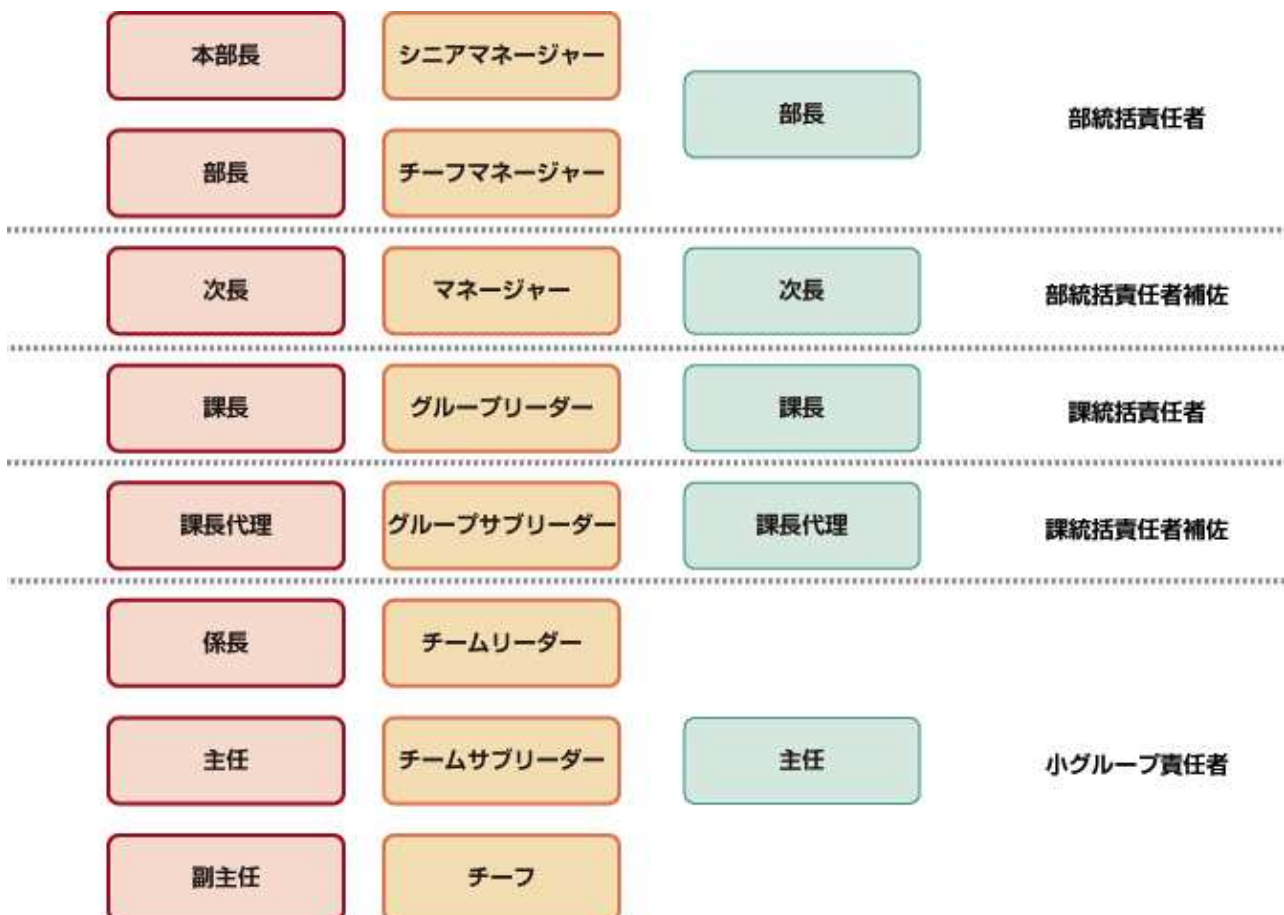 本部長
シニアマネージャー
部長
部統括責任者
部長
チーフマネージャー
次長
マネージャー
次長
部統括責任者補佐
課長
グループリーダー
課長
課統括責任者
課長代理
グループサブリーダー
課長代理
課統括責任者補佐
係長
チームリーダー
主任
チームサブリーダー
主任
小グループ責任者
副主任
チーフ